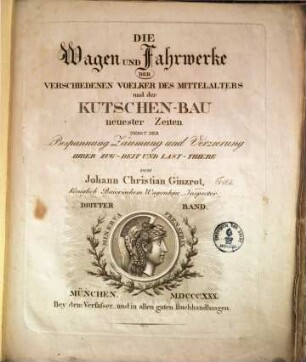 DIE
Wagen UND Fahrwerke
DER
VERSCHIEDENEN VOELKER DES MITTELALTERS
und der
KUTSCHEN-BAU
neuester Zeiten
NEBST DER
Bespannung Zäumung und Verzierung
IHRER ZUG-REIT UND LAST-THIERE
von
Johann Christian Ginzrot,
Königlich Baierischem Wagenbau, Inspector.
DRITTER BAND.
MINERVA
MÜNCHEN. MDCCCXXX.
Bey dem Verfasser, und in allen guten Buchhandlungen.